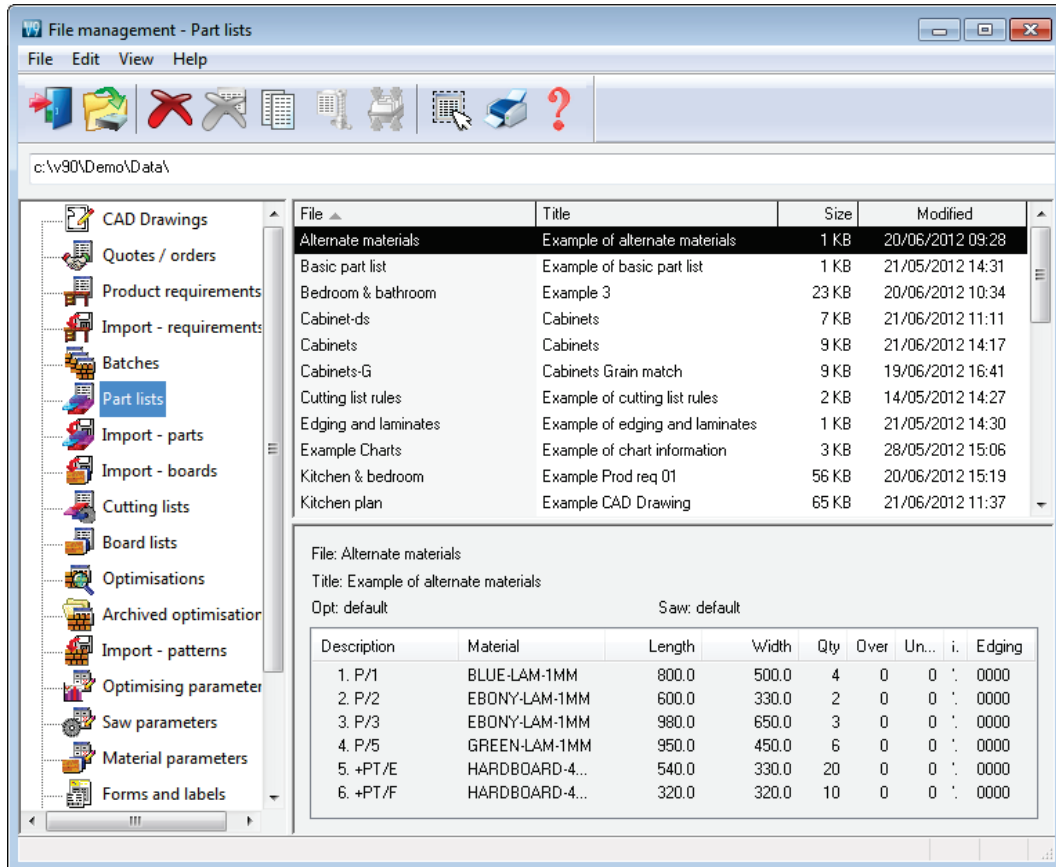 V9 File management - Part lists
File Edit View Help
c:\v90\Demo\Data\
CAD Drawings
Quotes / orders
Product requirements
Import - requirements
Batches
Part lists
Import - parts
Import - boards
Cutting lists
Board lists
Optimisations
Archived optimisation
Import - patterns
Optimising parameter
Saw parameters
Material parameters
Forms and labels
File Title Size Modified
Alternate materials Example of alternate materials 1 KB 20/06/2012 09:28
Basic part list Example of basic part list 1 KB 21/05/2012 14:31
Bedroom & bathroom Example 3 23 KB 20/06/2012 10:34
Cabinet-ds Cabinets 7 KB 21/06/2012 11:11
Cabinets Cabinets 9 KB 21/06/2012 14:17
Cabinets-G Cabinets Grain match 9 KB 19/06/2012 16:41
Cutting list rules Example of cutting list rules 2 KB 14/05/2012 14:27
Edging and laminates Example of edging and laminates 1 KB 21/05/2012 14:30
Example Charts Example of chart information 3 KB 28/05/2012 15:06
Kitchen & bedroom Example Prod req 01 56 KB 20/06/2012 15:19
Kitchen plan Example CAD Drawing 65 KB 21/06/2012 11:37
File: Alternate materials
Title: Example of alternate materials
Opt: default Saw: default
Description Material Length Width Qty Over Un... i. Edging
1. P/1 BLUE-LAM-1MM 800.0 500.0 4 0 0 '. 0000
2. P/2 EBONY-LAM-1MM 600.0 330.0 2 0 0 '. 0000
3. P/3 EBONY-LAM-1MM 980.0 650.0 3 0 0 '. 0000
4. P/5 GREEN-LAM-1MM 950.0 450.0 6 0 0 '. 0000
5. +PT/E HARDBOARD-4... 540.0 330.0 20 0 0 '. 0000
6. +PT/F HARDBOARD-4... 320.0 320.0 10 0 0 '. 0000